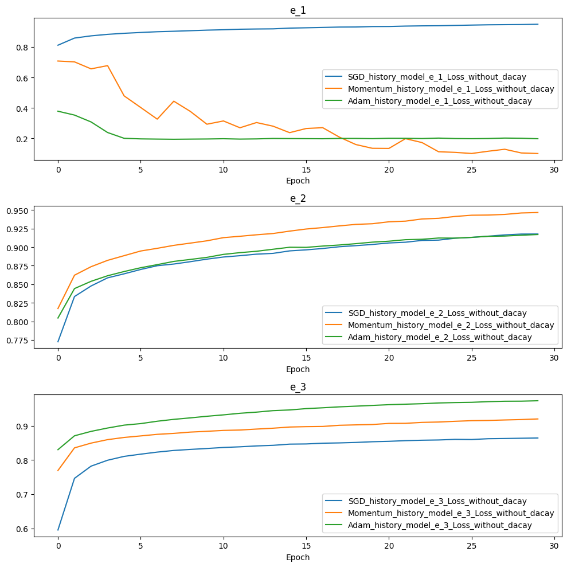 e_1
0.8
0.6
0.4
0.2
SGD_history_model_e_1_Loss_without_dacay
Momentum_history_model_e_1_Loss_without_dacay
Adam_history_model_e_1_Loss_without_dacay
0 5 10 15 20 25 30
Epoch
e_2
0.950
0.925
0.900
0.875
0.850
0.825
0.800
0.775
SGD_history_model_e_2_Loss_without_dacay
Momentum_history_model_e_2_Loss_without_dacay
Adam_history_model_e_2_Loss_without_dacay
0 5 10 15 20 25 30
Epoch
e_3
0.9
0.8
0.7
0.6
SGD_history_model_e_3_Loss_without_dacay
Momentum_history_model_e_3_Loss_without_dacay
Adam_history_model_e_3_Loss_without_dacay
0 5 10 15 20 25 30
Epoch